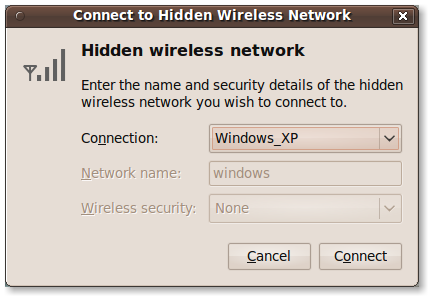 Connect to Hidden Wireless Network
Hidden wireless network
Enter the name and security details of the hidden
wireless network you wish to connect to.
Connection: Windows_XP
Network name: windows
Wireless security: None
Cancel Connect